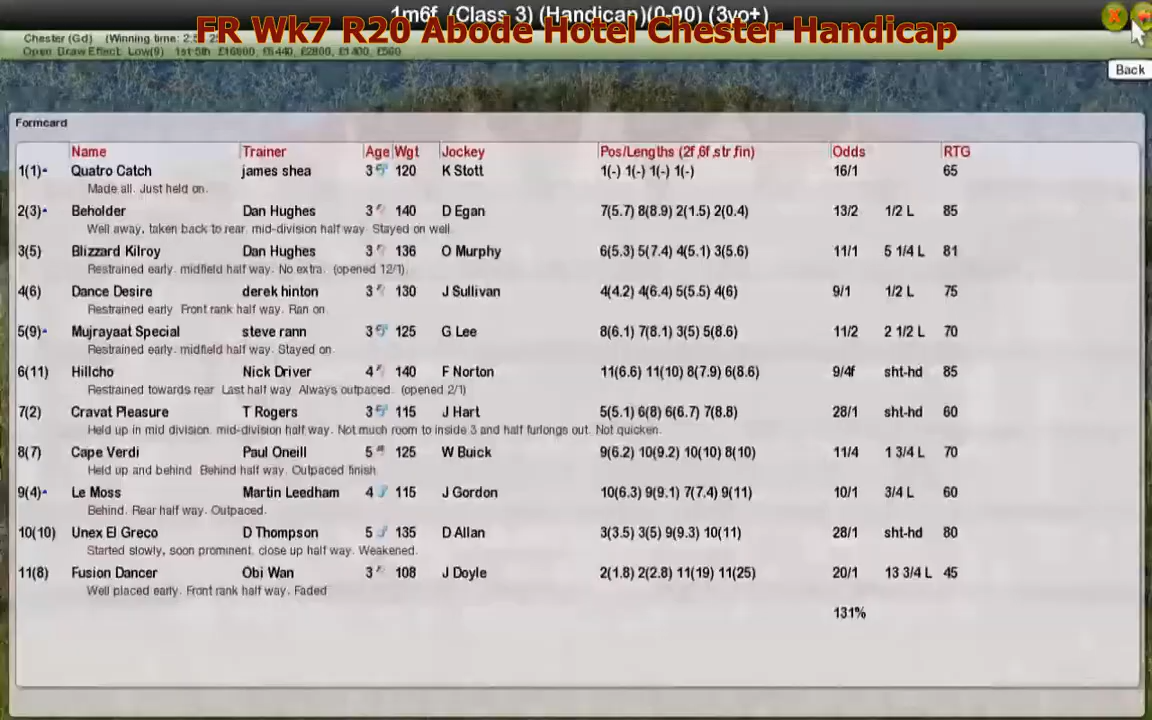 1m6f (Class 3) (Handicap)(0-90) (3yo+)
FR Wk7 R20 Abode Hotel Chester Handicap
Chester (Gd) (Winning time: 2:5
Open Draw Effect: Low(9) 1st-5th £16800, £5440, £2800, £1400, £560
Back
Formcard
Name Trainer Age Wgt Jockey Pos/Lengths (2f,6f,str,fin) Odds RTG
1(1) Quatro Catch james shea 3 120 K Stott 1(-) 1(-) 1(-) 1(-) 16/1 65
Made all. Just held on.
2(3) Beholder Dan Hughes 3 140 D Egan 7(5.7) 8(8.9) 2(1.5) 2(0.4) 13/2 1/2 L 85
Well away, taken back to rear. mid-division half way. Stayed on well.
3(5) Blizzard Kilroy Dan Hughes 3 136 O Murphy 6(5.3) 5(7.4) 4(5.1) 3(5.6) 11/1 5 1/4 L 81
Restrained early. midfield half way. No extra. (opened 12/1).
4(6) Dance Desire derek hinton 3 130 J Sullivan 4(4.2) 4(6.4) 5(5.5) 4(6) 9/1 1/2 L 75
Restrained early. Front rank half way. Ran on.
5(9) Mujrayaat Special steve rann 3 125 G Lee 8(6.1) 7(8.1) 3(5) 5(8.6) 11/2 2 1/2 L 70
Restrained early. midfield half way. Stayed on.
6(11) Hillcho Nick Driver 4 140 F Norton 11(6.6) 11(10) 8(7.9) 6(8.6) 9/4f sht-hd 85
Restrained towards rear. Last half way. Always outpaced. (opened 2/1)
7(2) Cravat Pleasure T Rogers 3 115 J Hart 5(5.1) 6(8) 6(6.7) 7(8.8) 28/1 sht-hd 60
Held up in mid division. mid-division half way. Not much room to inside 3 and half furlongs out. Not quicken.
8(7) Cape Verdi Paul Oneill 5 125 W Buick 9(6.2) 10(9.2) 10(10) 8(10) 11/4 1 3/4 L 70
Held up and behind. Behind half way. Outpaced finish.
9(4) Le Moss Martin Leedham 4 115 J Gordon 10(6.3) 9(9.1) 7(7.4) 9(11) 10/1 3/4 L 60
Behind. Rear half way. Outpaced.
10(10) Unex El Greco D Thompson 5 135 D Allan 3(3.5) 3(5) 9(9.3) 10(11) 28/1 sht-hd 80
Started slowly, soon prominent. close up half way. Weakened.
11(8) Fusion Dancer Obi Wan 3 108 J Doyle 2(1.8) 2(2.8) 11(19) 11(25) 20/1 13 3/4 L 45
Well placed early. Front rank half way. Faded
131%